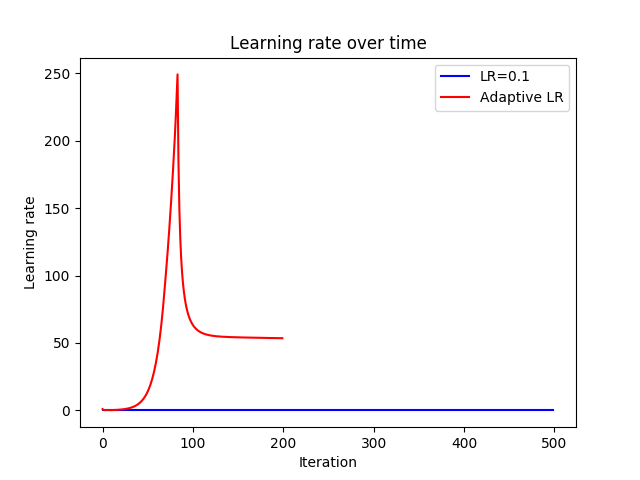 Learning rate over time
LR=0.1
Adaptive LR
250
200
150
100
50
0
Learning rate
0 100 200 300 400 500
Iteration